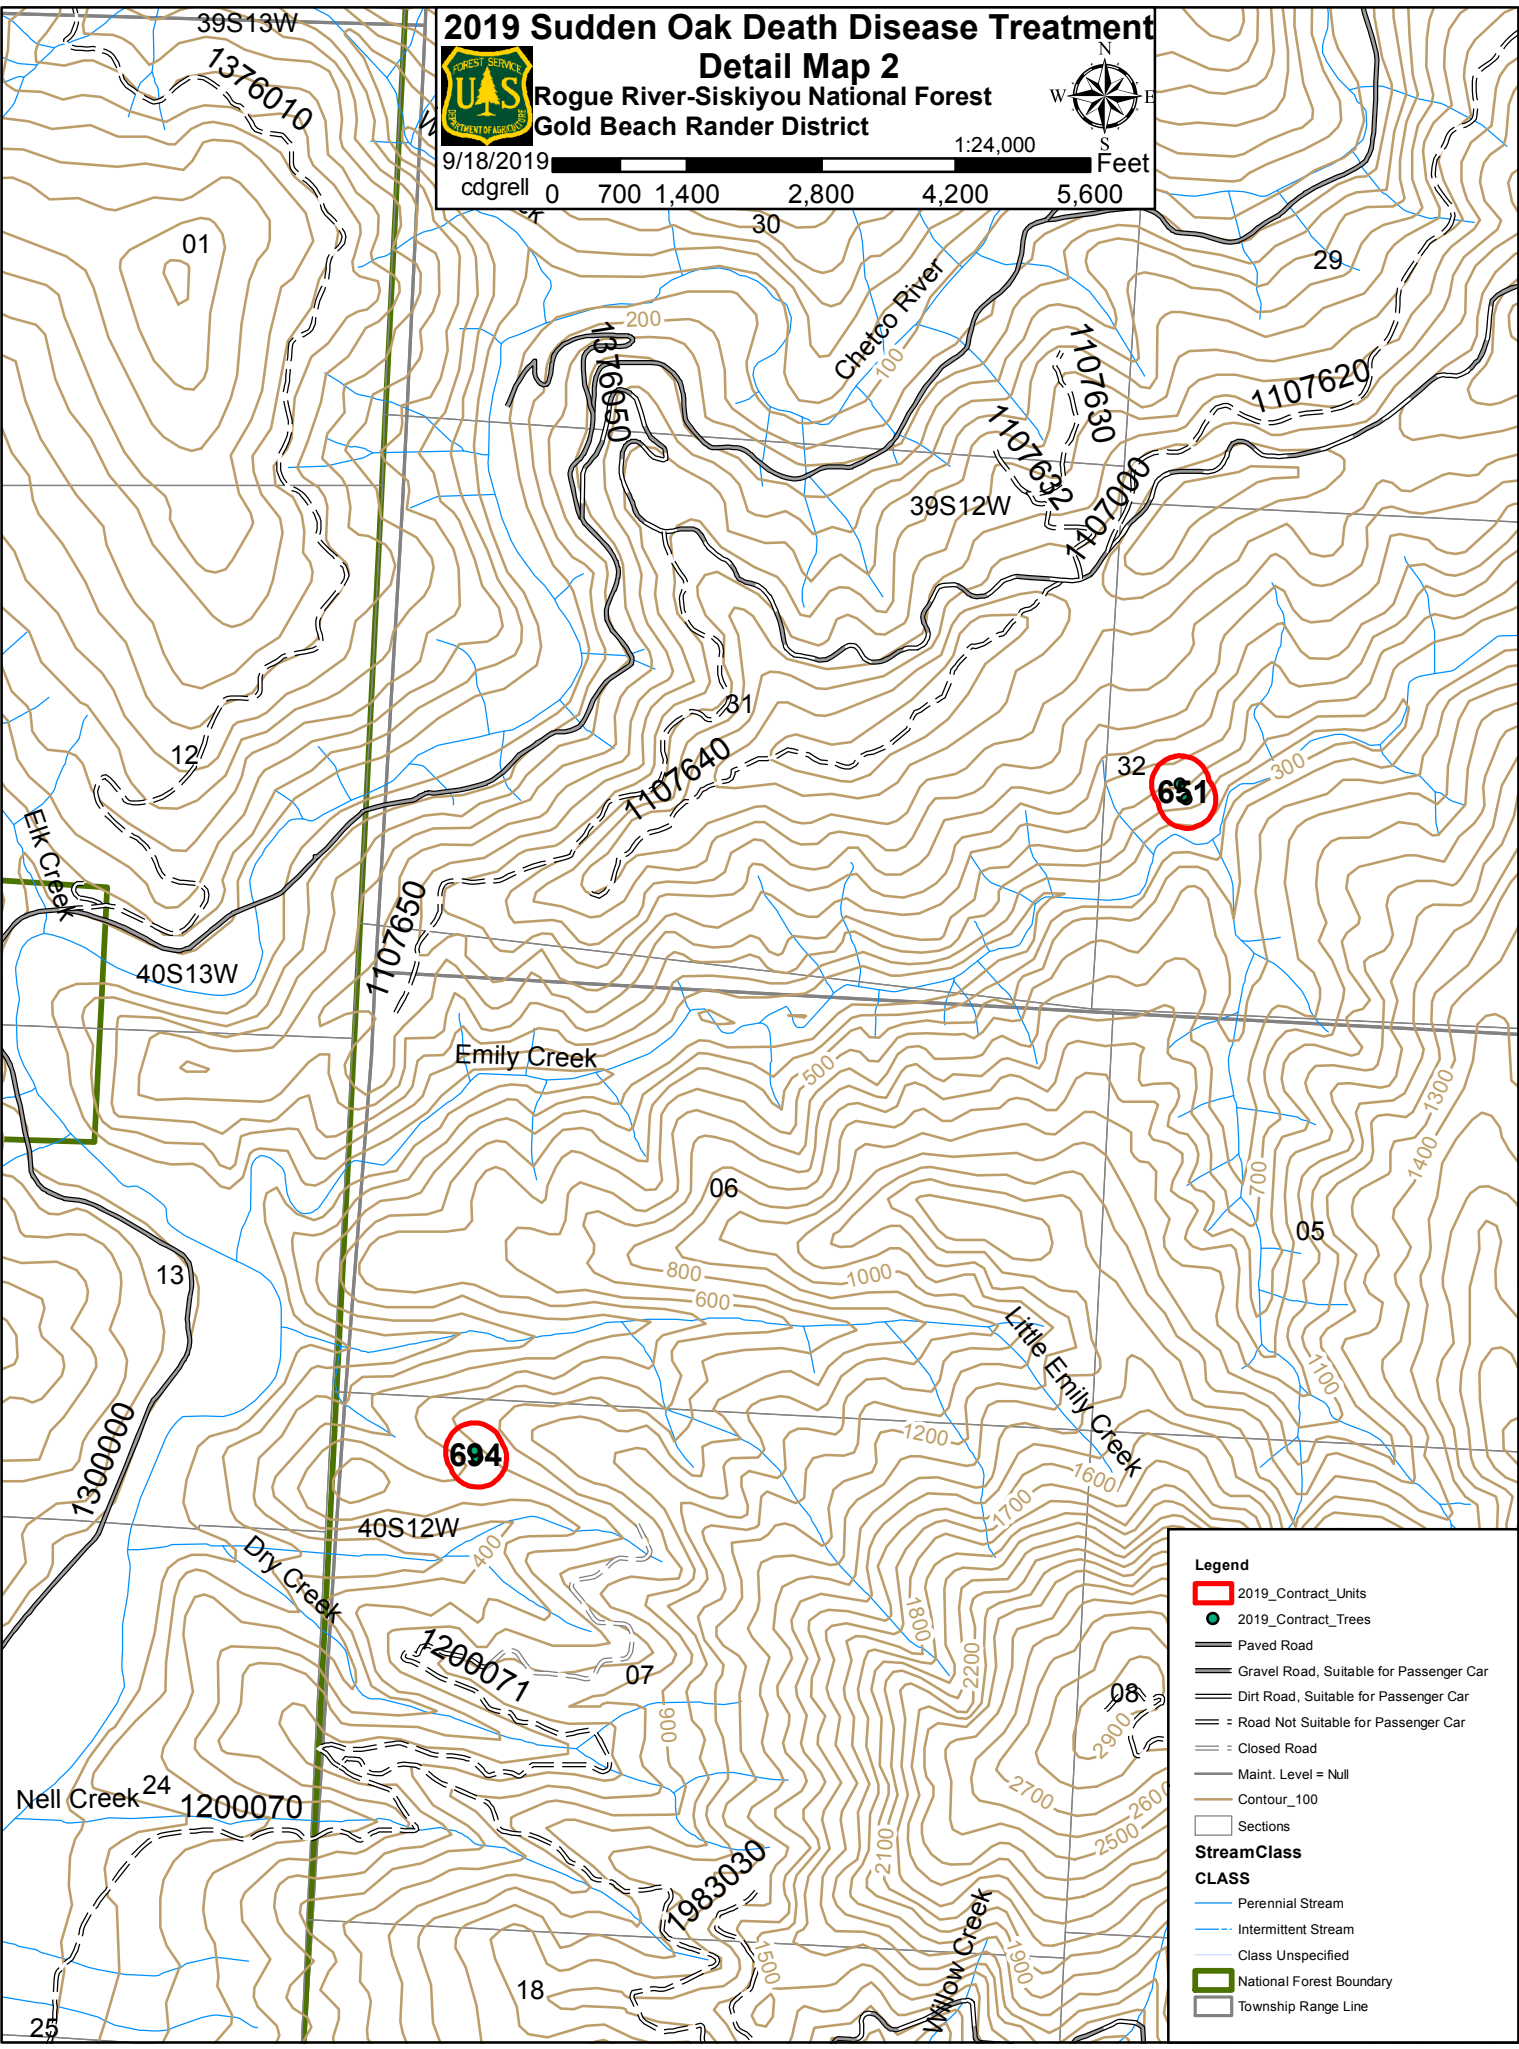 2019 Sudden Oak Death Disease Treatment
Detail Map 2
Rogue River-Siskiyou National Forest
Gold Beach Rander District
FOREST SERVICE
US
DEPARTMENT OF AGRICULTURE
N
W E
S
9/18/2019
cdgrell
1:24,000
Feet
0 700 1,400 2,800 4,200 5,600
39S13W
1376010
01
30
29
Chetco River
200
100
1376050
1107630
1107620
1107632
1107000
39S12W
31
12
1107640
32
651
300
Elk Creek
1107650
40S13W
Emily Creek
500
1300
1400
700
06
05
13
800
1000
600
Little Emily Creek
1100
1300000
694
1200
1600
1700
40S12W
400
Dry Creek
1800
2200
1200071
07
900
08
2900
2700
2600
2500
Nell Creek
24
1200070
2100
1983030
1500
Willow Creek
1900
18
25
Legend
2019_Contract_Units
2019_Contract_Trees
Paved Road
Gravel Road, Suitable for Passenger Car
Dirt Road, Suitable for Passenger Car
Road Not Suitable for Passenger Car
Closed Road
Maint. Level = Null
Contour_100
Sections
StreamClass
CLASS
Perennial Stream
Intermittent Stream
Class Unspecified
National Forest Boundary
Township Range Line